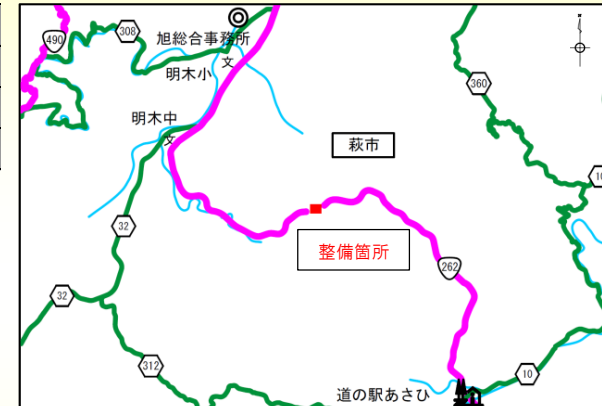 490
308
旭総合事務所
文
明木小
360
明木中
文
萩市
10
32
整備箇所
262
32
312
10
道の駅あさひ